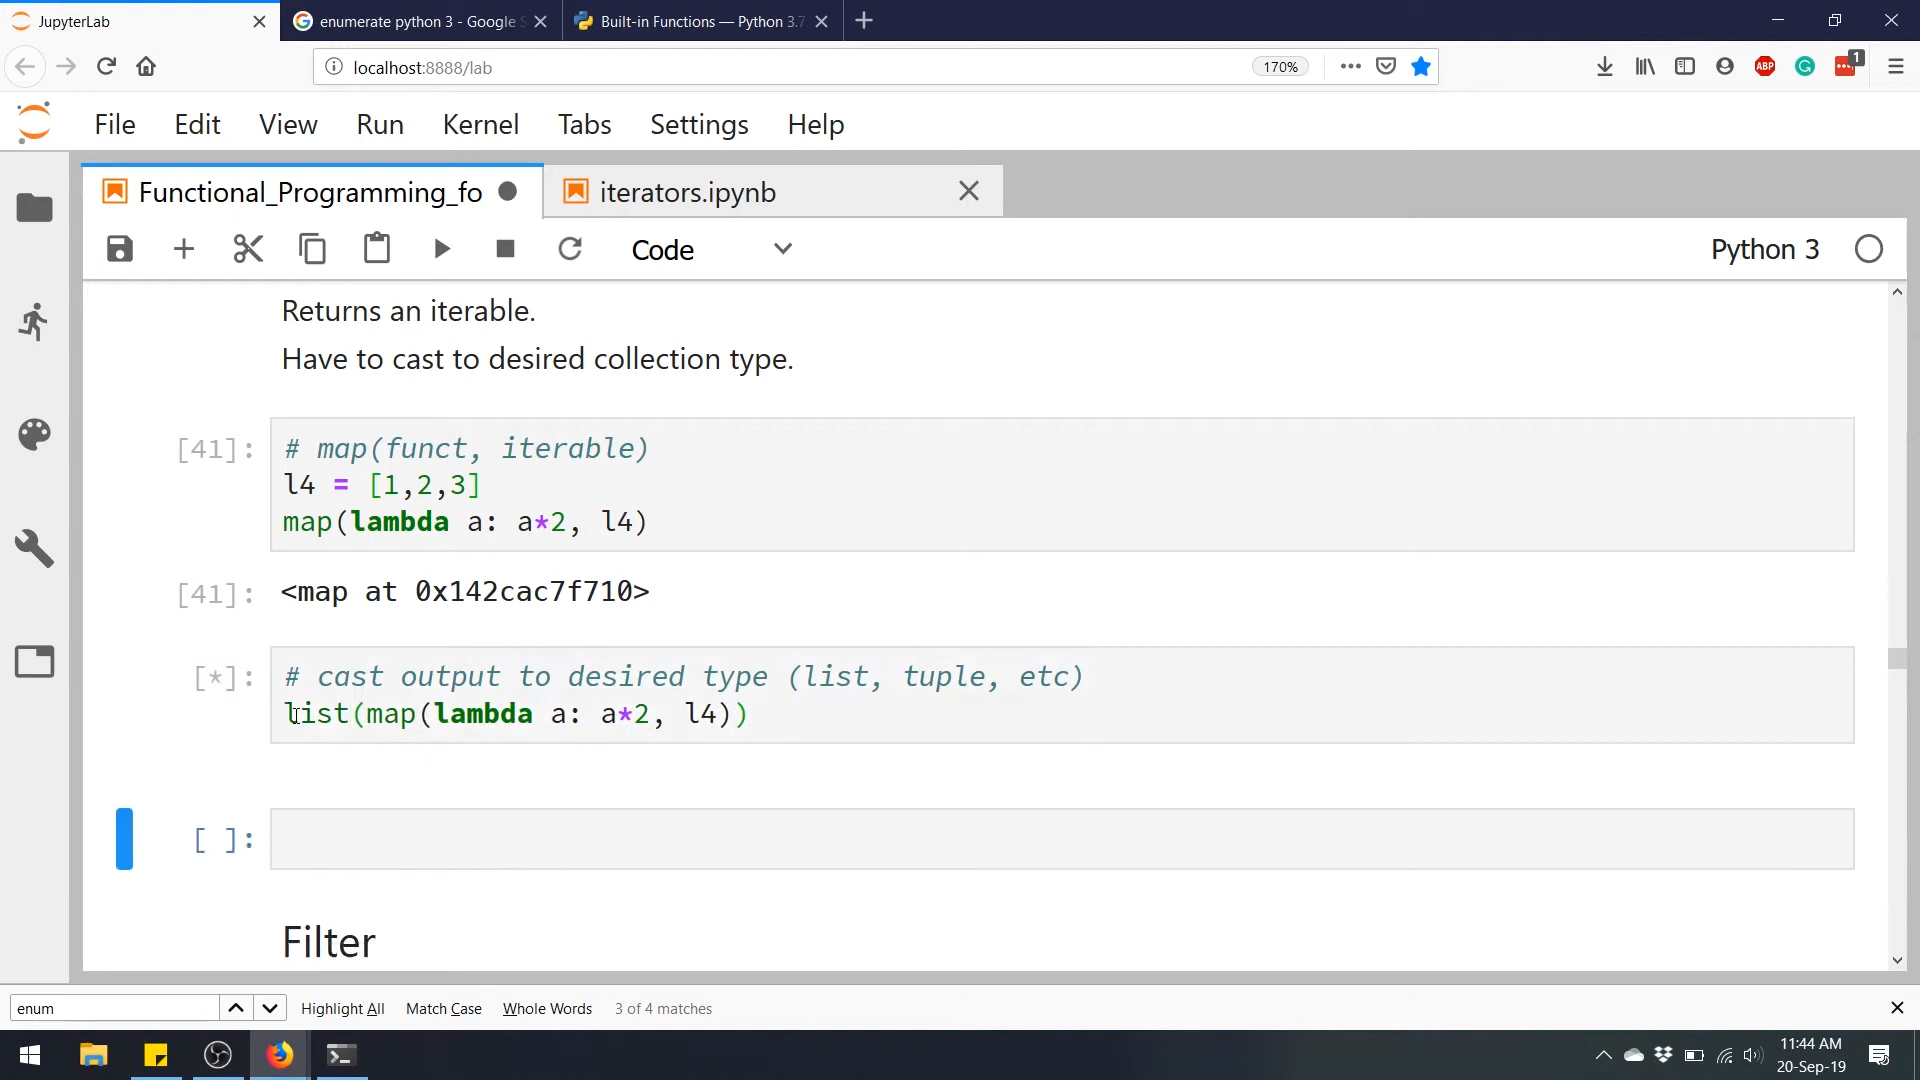 JupyterLab
enumerate python 3 - Google S
Built-in Functions — Python 3.7
localhost:8888/lab
170%
ABP
1
File Edit View Run Kernel Tabs Settings Help
Functional_Programming_fo
iterators.ipynb
Code
Python 3
Returns an iterable.
Have to cast to desired collection type.
[41]:
# map(funct, iterable)
l4 = [1,2,3]
map(lambda a: a*2, l4)
[41]:
<map at 0x142cac7f710>
[*]:
# cast output to desired type (list, tuple, etc)
list(map(lambda a: a*2, l4))
[ ]:
Filter
enum
Highlight All Match Case Whole Words 3 of 4 matches
11:44 AM
20-Sep-19